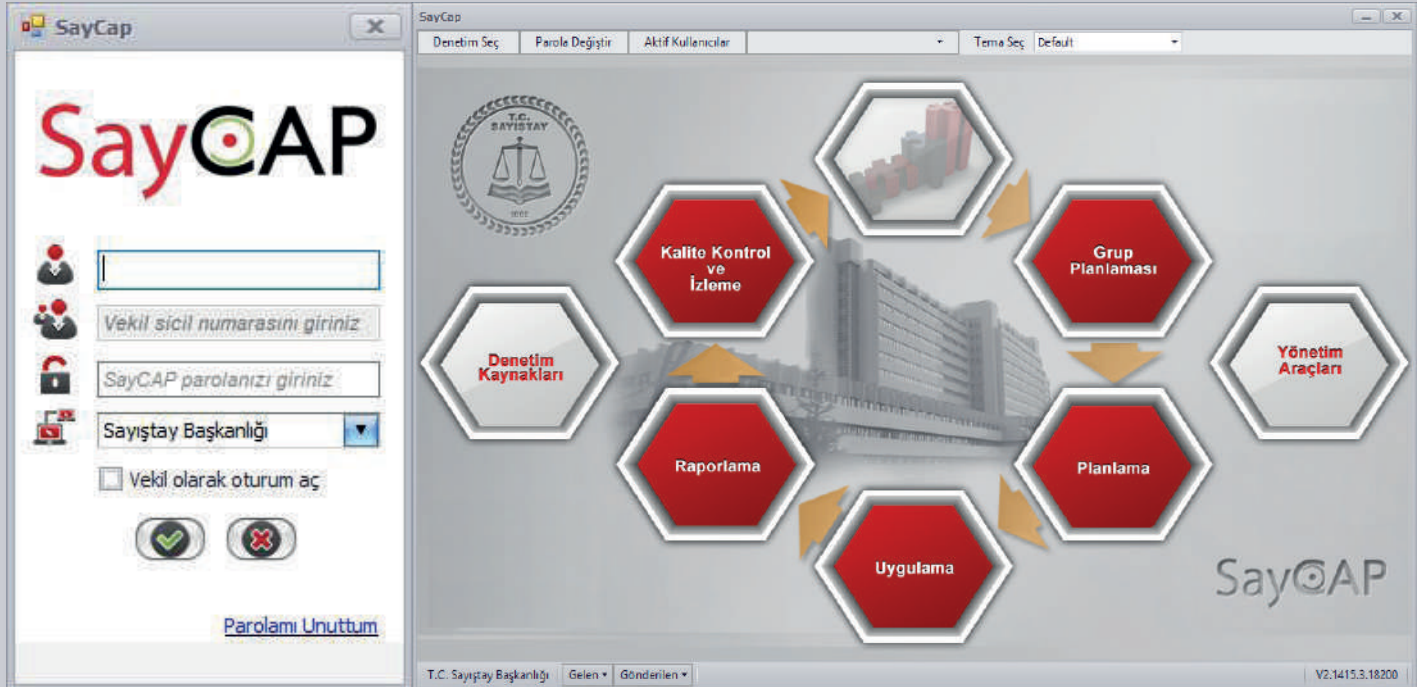 SayCap
SayCAP
Vekil sicil numarasını giriniz
SayCAP parolanızı giriniz
Sayıştay Başkanlığı
Vekil olarak oturum aç
Parolamı Unuttum
SayCap
Denetim Seç
Parola Değiştir
Aktif Kullanıcılar
Tema Seç
Default
T.C.
SAYIŞTAY
1862
Kalite Kontrol
ve
İzleme
Grup
Planlaması
Denetim
Kaynakları
Yönetim
Araçları
Raporlama
Planlama
Uygulama
SayCAP
T.C. Sayıştay Başkanlığı
Gelen
Gönderilen
V2.1415.3.18200